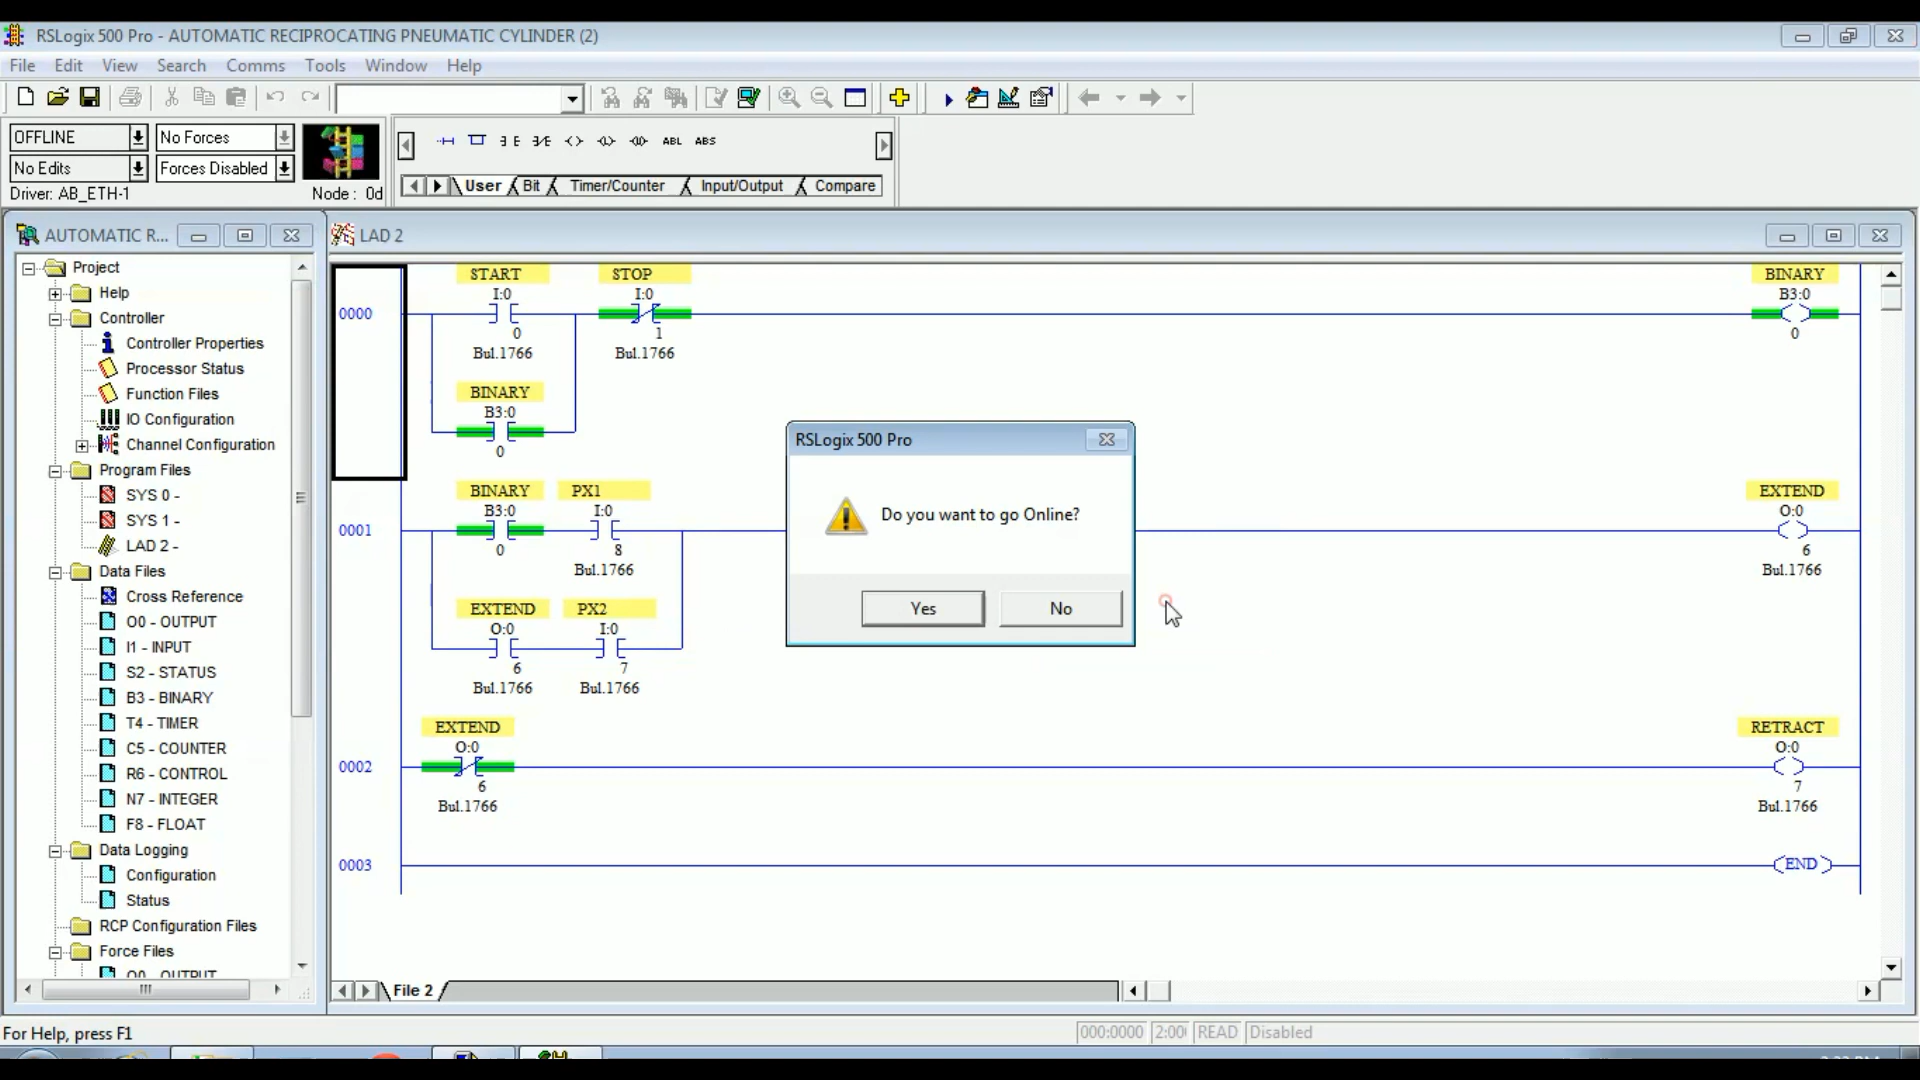 RSLogix 500 Pro - AUTOMATIC RECIPROCATING PNEUMATIC CYLINDER (2)
File Edit View Search Comms Tools Window Help
OFFLINE No Forces
No Edits Forces Disabled
Driver: AB_ETH-1 Node : 0d
ABL ABS
User Bit Timer/Counter Input/Output Compare
AUTOMATIC R...
Project
Help
Controller
Controller Properties
Processor Status
Function Files
IO Configuration
Channel Configuration
Program Files
SYS 0 -
SYS 1 -
LAD 2 -
Data Files
Cross Reference
O0 - OUTPUT
I1 - INPUT
S2 - STATUS
B3 - BINARY
T4 - TIMER
C5 - COUNTER
R6 - CONTROL
N7 - INTEGER
F8 - FLOAT
Data Logging
Configuration
Status
RCP Configuration Files
Force Files
O0 - OUTPUT
LAD 2
START STOP BINARY
I:0 I:0 B3:0
0000
0 1 0
Bul.1766 Bul.1766
BINARY
B3:0
0
BINARY PX1 EXTEND
B3:0 I:0 O:0
0001
0 8 6
Bul.1766 Bul.1766
EXTEND PX2
O:0 I:0
6 7
Bul.1766 Bul.1766
EXTEND RETRACT
O:0 O:0
0002
6 7
Bul.1766 Bul.1766
0003 END
File 2
RSLogix 500 Pro
Do you want to go Online?
Yes No
For Help, press F1
000:0000 READ Disabled